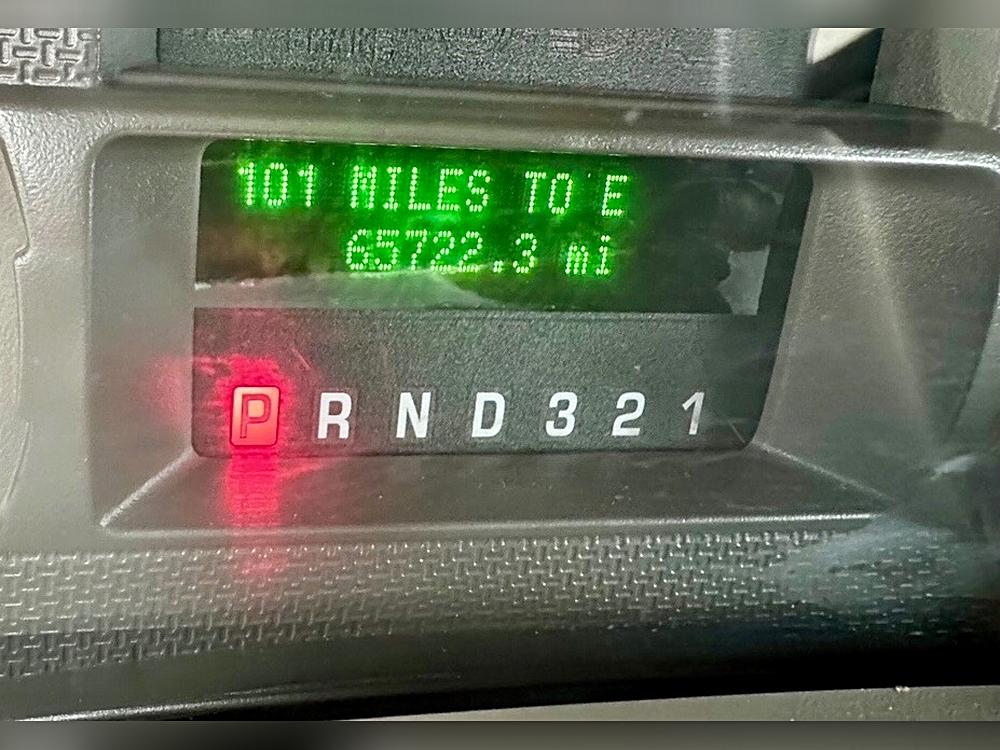 101 MILES TO E
65722.3 mi
P R N D 3 2 1